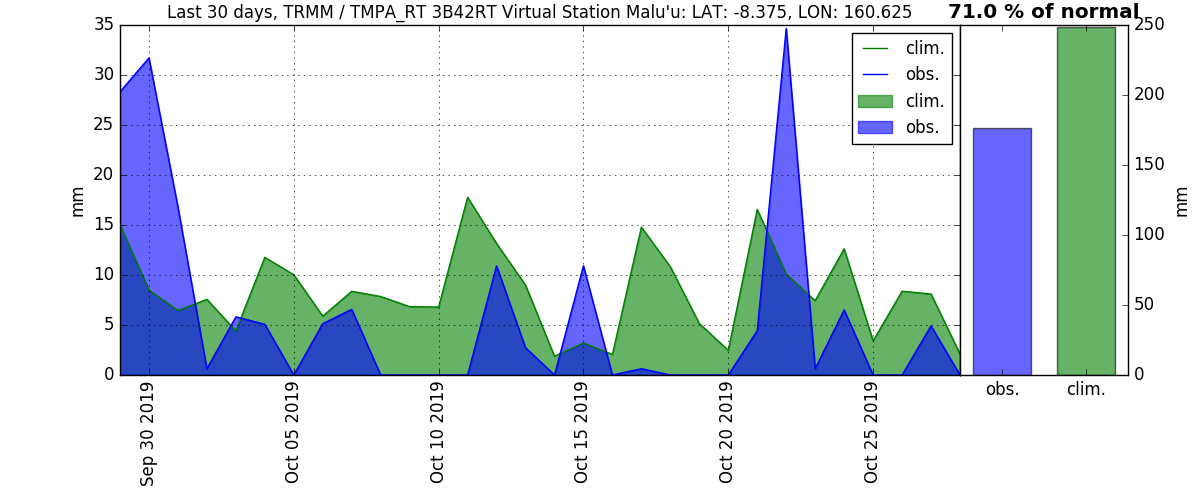 Last 30 days, TRMM / TMPA_RT 3B42RT Virtual Station Malu'u: LAT: -8.375, LON: 160.625
71.0 % of normal
35
30
25
20
15
10
5
0
mm
clim.
obs.
clim.
obs.
Sep 30 2019
Oct 05 2019
Oct 10 2019
Oct 15 2019
Oct 20 2019
Oct 25 2019
250
200
150
100
50
0
mm
obs.
clim.